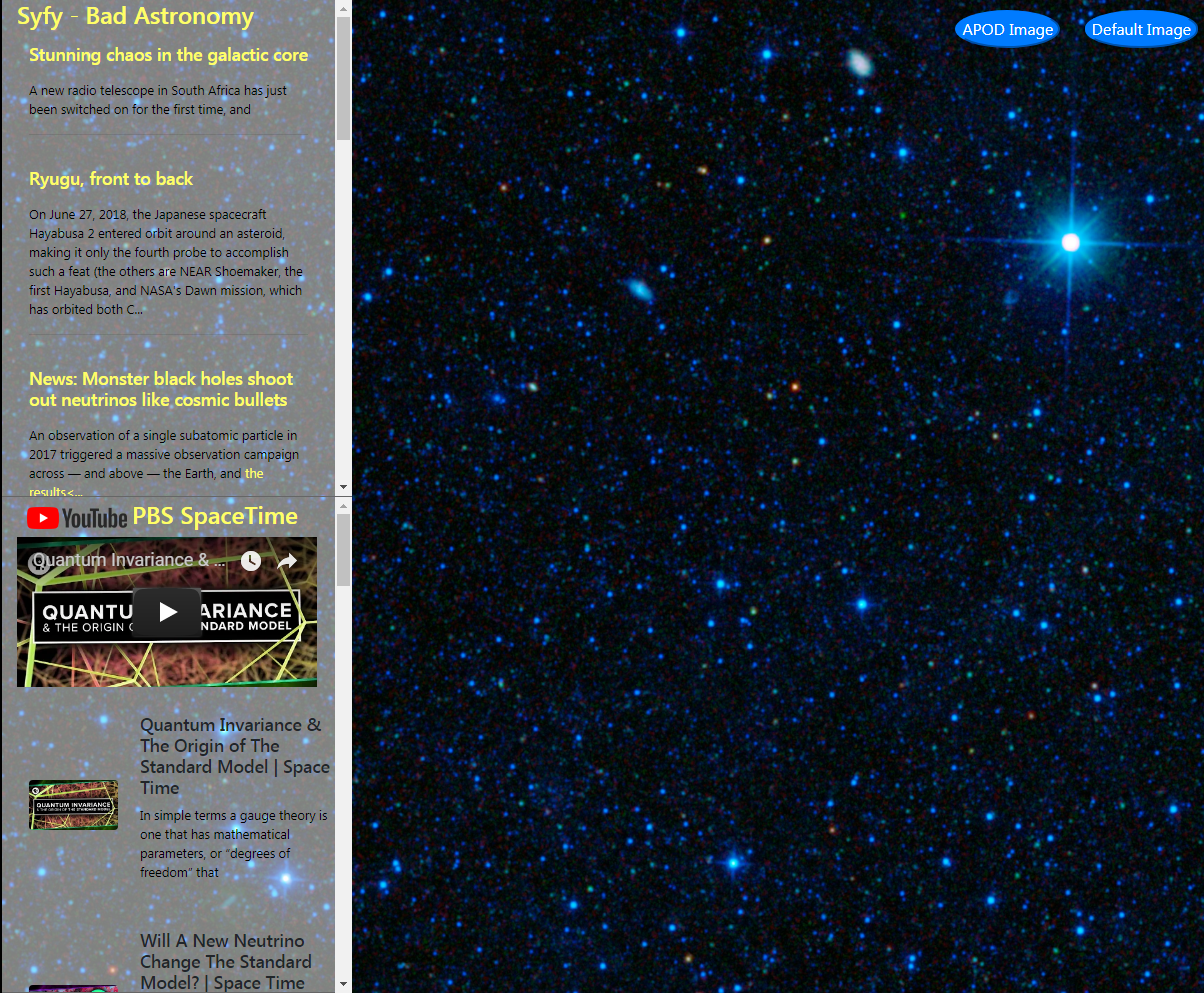 Syfy - Bad Astronomy
Stunning chaos in the galactic core
A new radio telescope in South Africa has just
been switched on for the first time, and
Ryugu, front to back
On June 27, 2018, the Japanese spacecraft
Hayabusa 2 entered orbit around an asteroid,
making it only the fourth probe to accomplish
such a feat (the others are NEAR Shoemaker, the
first Hayabusa, and NASA's Dawn mission, which
has orbited both C...
News: Monster black holes shoot
out neutrinos like cosmic bullets
An observation of a single subatomic particle in
2017 triggered a massive observation campaign
across — and above — the Earth, and the
results<...
YouTube PBS SpaceTime
Quantum Invariance & ...
QUANTU ARIANCE
& THE ORIGIN NDARD MODEL
Quantum Invariance &
The Origin of The
Standard Model | Space
Time
QUANTUM INVARIANCE
& THE ORIGIN OF THE STANDARD MODEL
In simple terms a gauge theory is
one that has mathematical
parameters, or “degrees of
freedom” that
Will A New Neutrino
Change The Standard
Model? | Space Time
APOD Image
Default Image